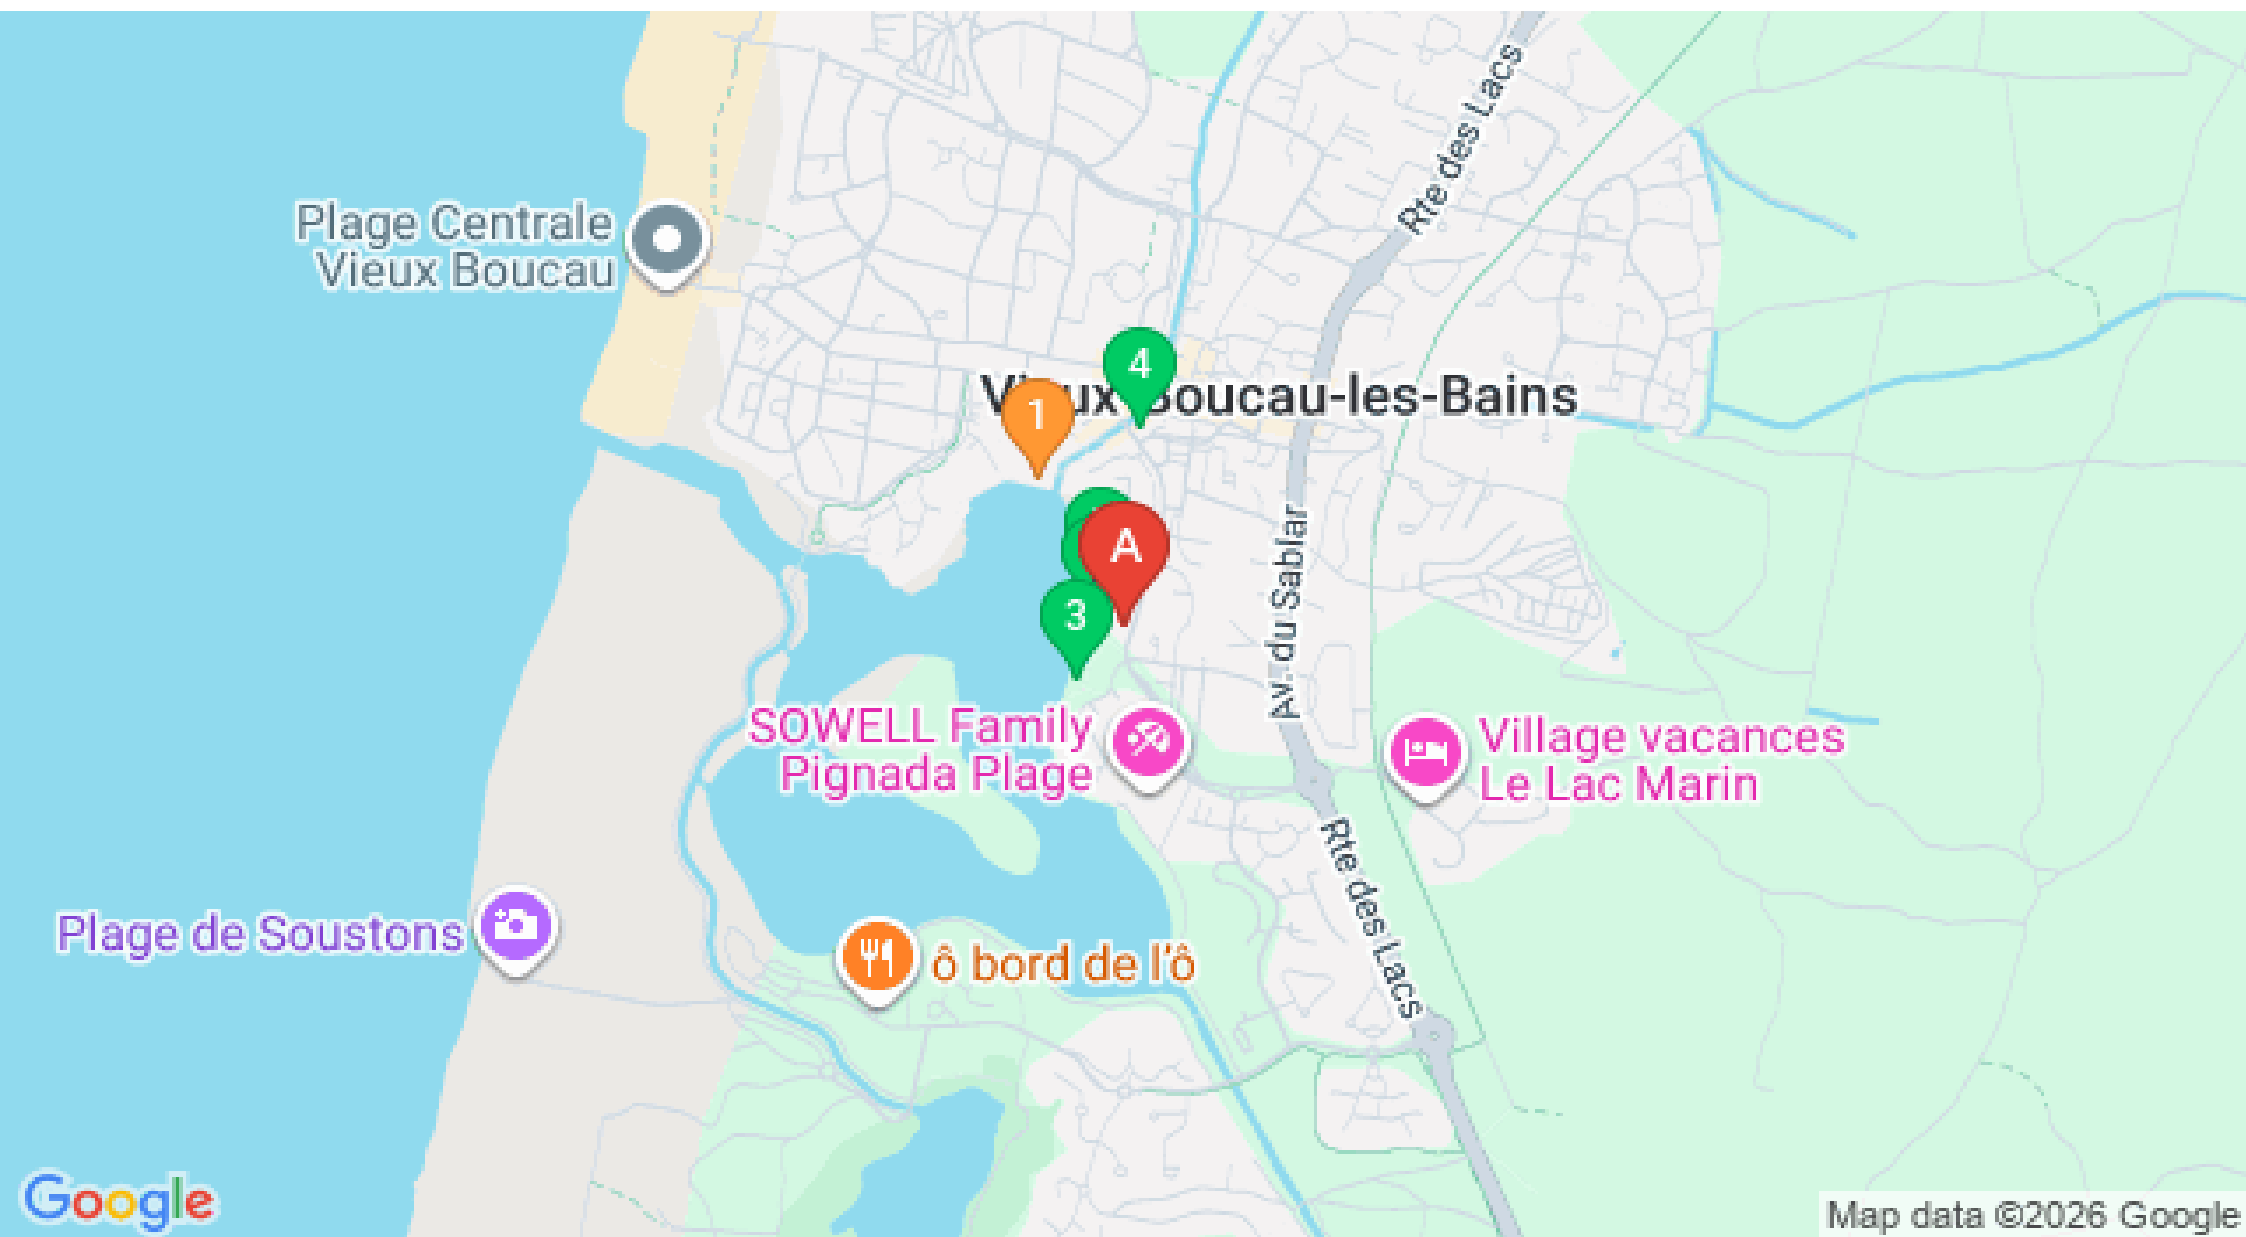 Rte des Lacs
Plage Centrale
Vieux Boucau
4
Boucau-les-Bains
1
A
Av. du Sablar
3
SOWELL Family
Pignada Plage
Village vacances
Le Lac Marin
Rte des Lacs
Plage de Soustons
ô bord de l'ô
Google
Map data ©2026 Google